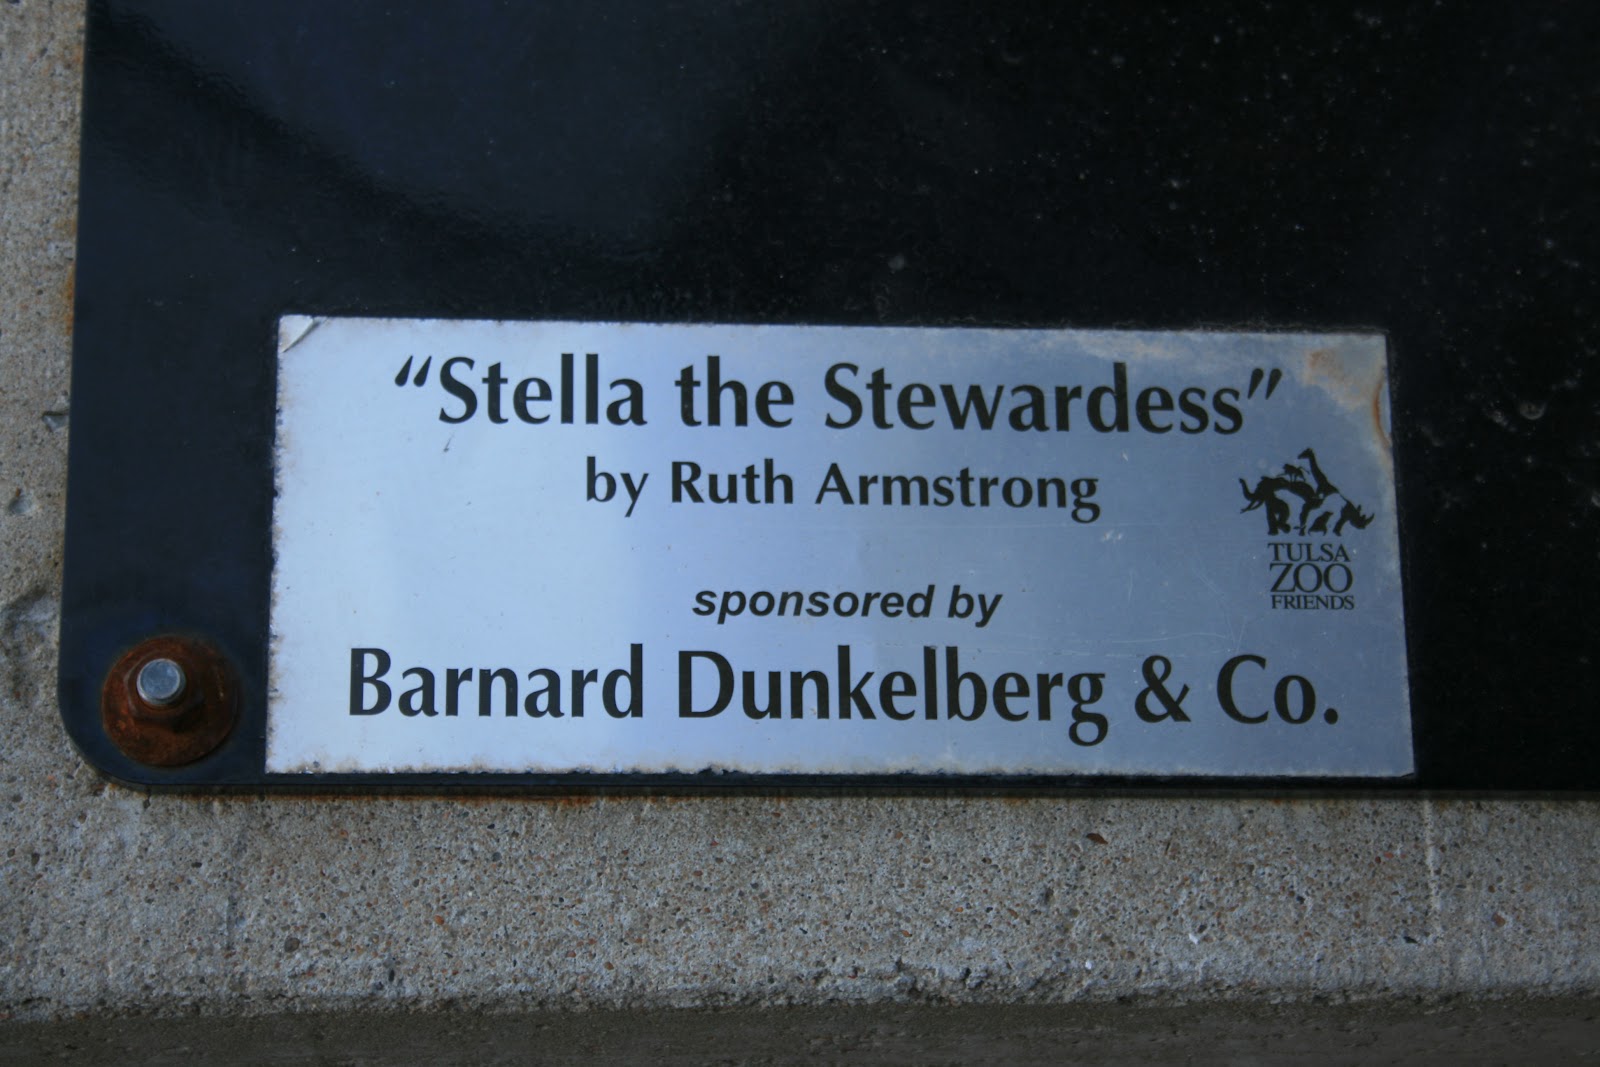 “Stella the Stewardess”
by Ruth Armstrong
sponsored by
Barnard Dunkelberg & Co.
TULSA
ZOO
FRIENDS